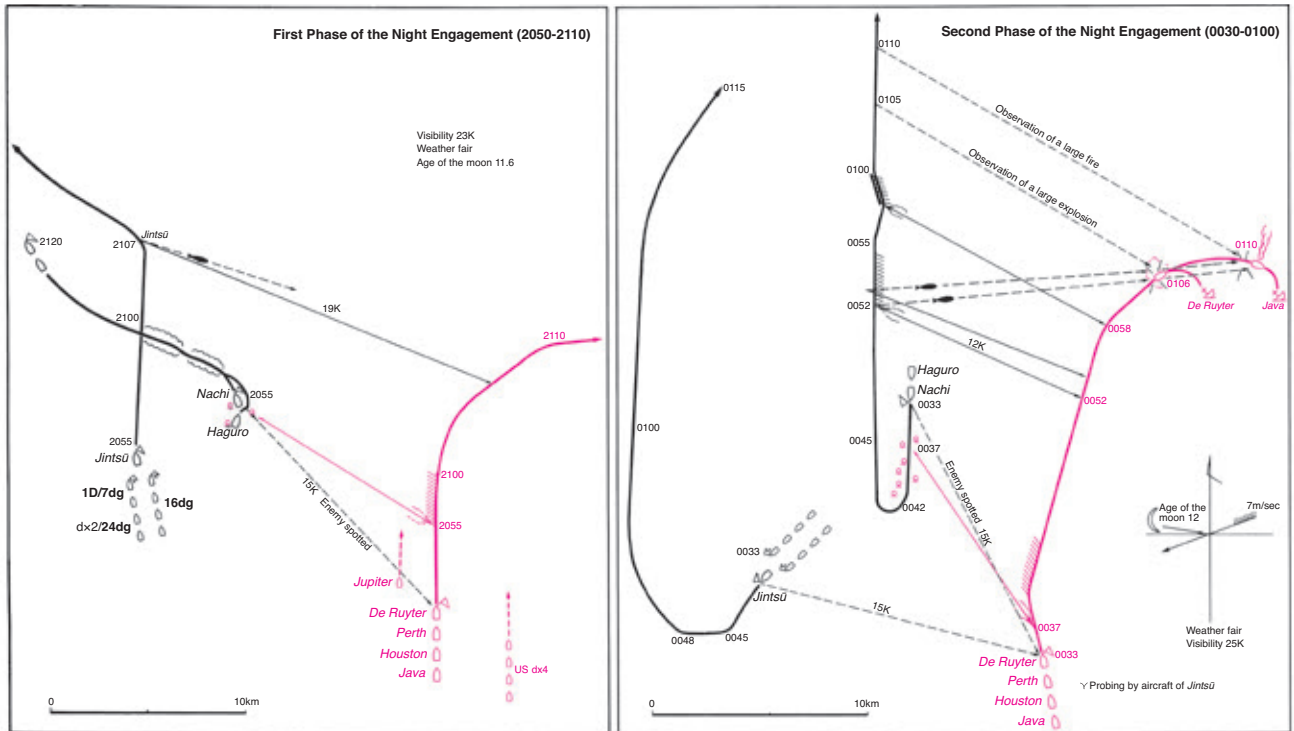 First Phase of the Night Engagement (2050-2110)
Visibility 23K
Weather fair
Age of the moon 11.6
2120
2107
Jintsū
19K
2100
2110
Nachi
2055
Haguro
2055
Jintsū
1D/7dg
16dg
dx2/24dg
15K Enemy spotted
2100
2055
Jupiter
De Ruyter
Perth
Houston
Java
US dx4
0
10km
Second Phase of the Night Engagement (0030-0100)
0110
0115
0105
Observation of a large fire
Observation of a large explosion
0100
0055
0110
0106
De Ruyter
Java
0052
0058
12K
0052
Haguro
Nachi
0033
0100
0045
0037
Enemy spotted 15K
0042
Age of the
moon 12
7m/sec
0033
Jintsū
15K
0048
0045
0037
0033
De Ruyter
Perth
Houston
Java
Weather fair
Visibility 25K
Probing by aircraft of Jintsū
0
10km